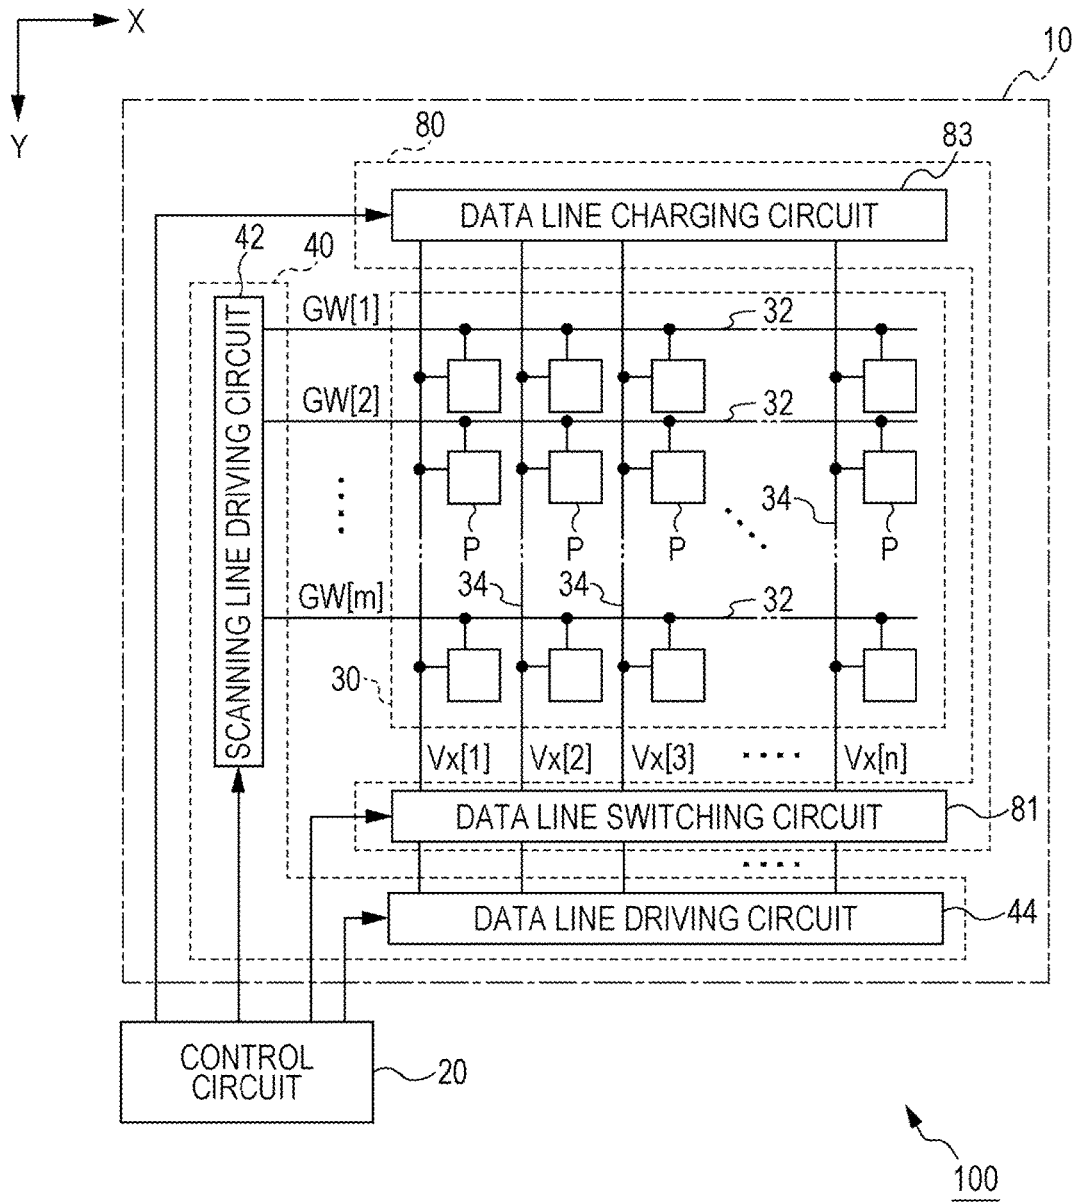 X
Y
10
80
83
DATA LINE CHARGING CIRCUIT
42
40
GW[1]
32
GW[2]
32
SCANNING LINE DRIVING CIRCUIT
34
P
P
P
P
34
34
GW[m]
32
30
Vx[1]
Vx[2]
Vx[3]
Vx[n]
DATA LINE SWITCHING CIRCUIT
81
DATA LINE DRIVING CIRCUIT
44
CONTROL
CIRCUIT
20
100